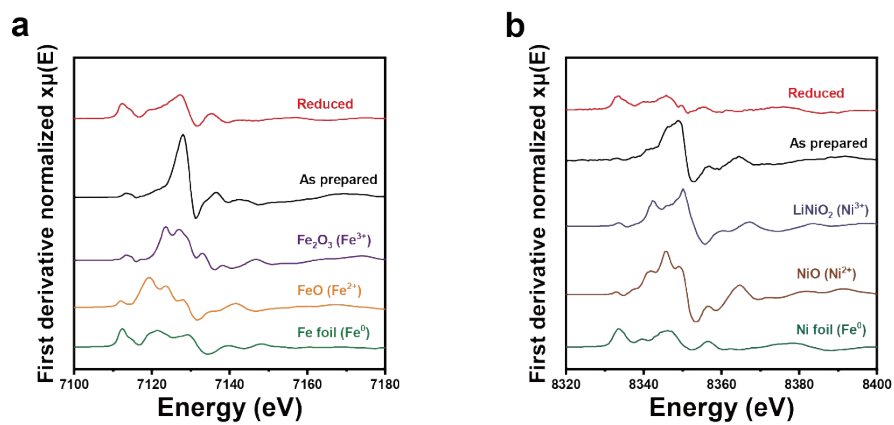 a
First derivative normalized xμ(E)
Reduced
As prepared
Fe₂O₃ (Fe³⁺)
FeO (Fe²⁺)
Fe foil (Fe⁰)
7100 7120 7140 7160 7180
Energy (eV)
b
First derivative normalized xμ(E)
Reduced
As prepared
LiNiO₂ (Ni³⁺)
NiO (Ni²⁺)
Ni foil (Fe⁰)
8320 8340 8360 8380 8400
Energy (eV)